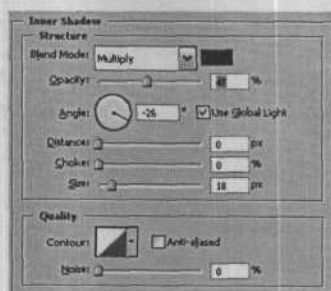 Inner Shadow
Structure
Blend Mode: Multiply
Opacity: %
Angle: -26 ° Use Global Light
Distance: 0 px
Choke: 0 %
Size: 18 px
Quality
Contour: Anti-aliased
Noise: 0 %